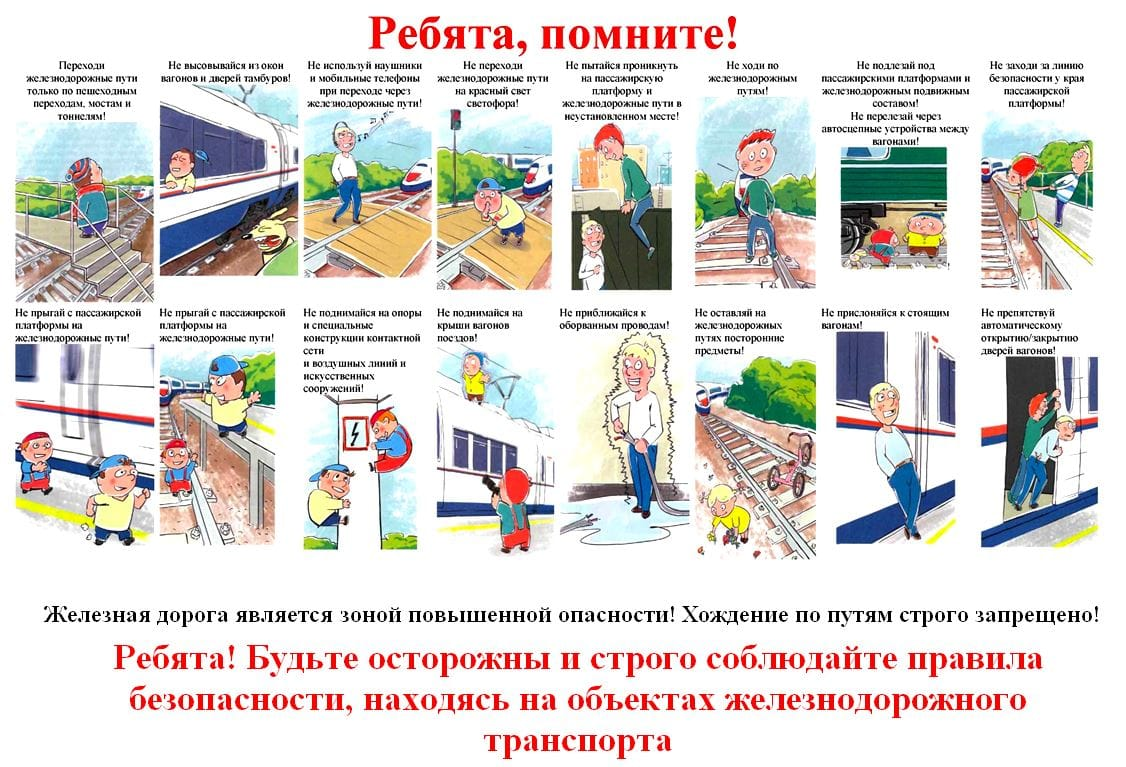 Ребята, помните!
Переходи
железнодорожные пути
только по пешеходным
переходам, мостам и
тоннелям!
Не высовывайся из окон
вагонов и дверей тамбуров!
Не используй наушники
и мобильные телефоны
при переходе через
железнодорожные пути!
Не переходи
железнодорожные пути
на красный свет
светофора!
Не пытайся проникнуть
на пассажирскую
платформу и
железнодорожные пути в
неустановленном месте!
Не ходи по
железнодорожным
путям!
Не подлезай под
пассажирскими платформами и
железнодорожным подвижным
составом!
Не перелезай через
автосцепные устройства между
вагонами!
Не заходи за линию
безопасности у края
пассажирской
платформы!
Не прыгай с пассажирской
платформы на
железнодорожные пути!
Не прыгай с пассажирской
платформы на
железнодорожные пути!
Не поднимайся на опоры
и специальные
конструкции контактной
сети
и воздушных линий и
искусственных
сооружений!
Не поднимайся на
крыши вагонов
поездов!
Не приближайся к
оборванным проводам!
Не оставляй на
железнодорожных
путях посторонние
предметы!
Не прислоняйся к стоящим
вагонам!
Не препятствуй
автоматическому
открытию/закрытию
дверей вагонов!
Железная дорога является зоной повышенной опасности! Хождение по путям строго запрещено!
Ребята! Будьте осторожны и строго соблюдайте правила
безопасности, находясь на объектах железнодорожного
транспорта